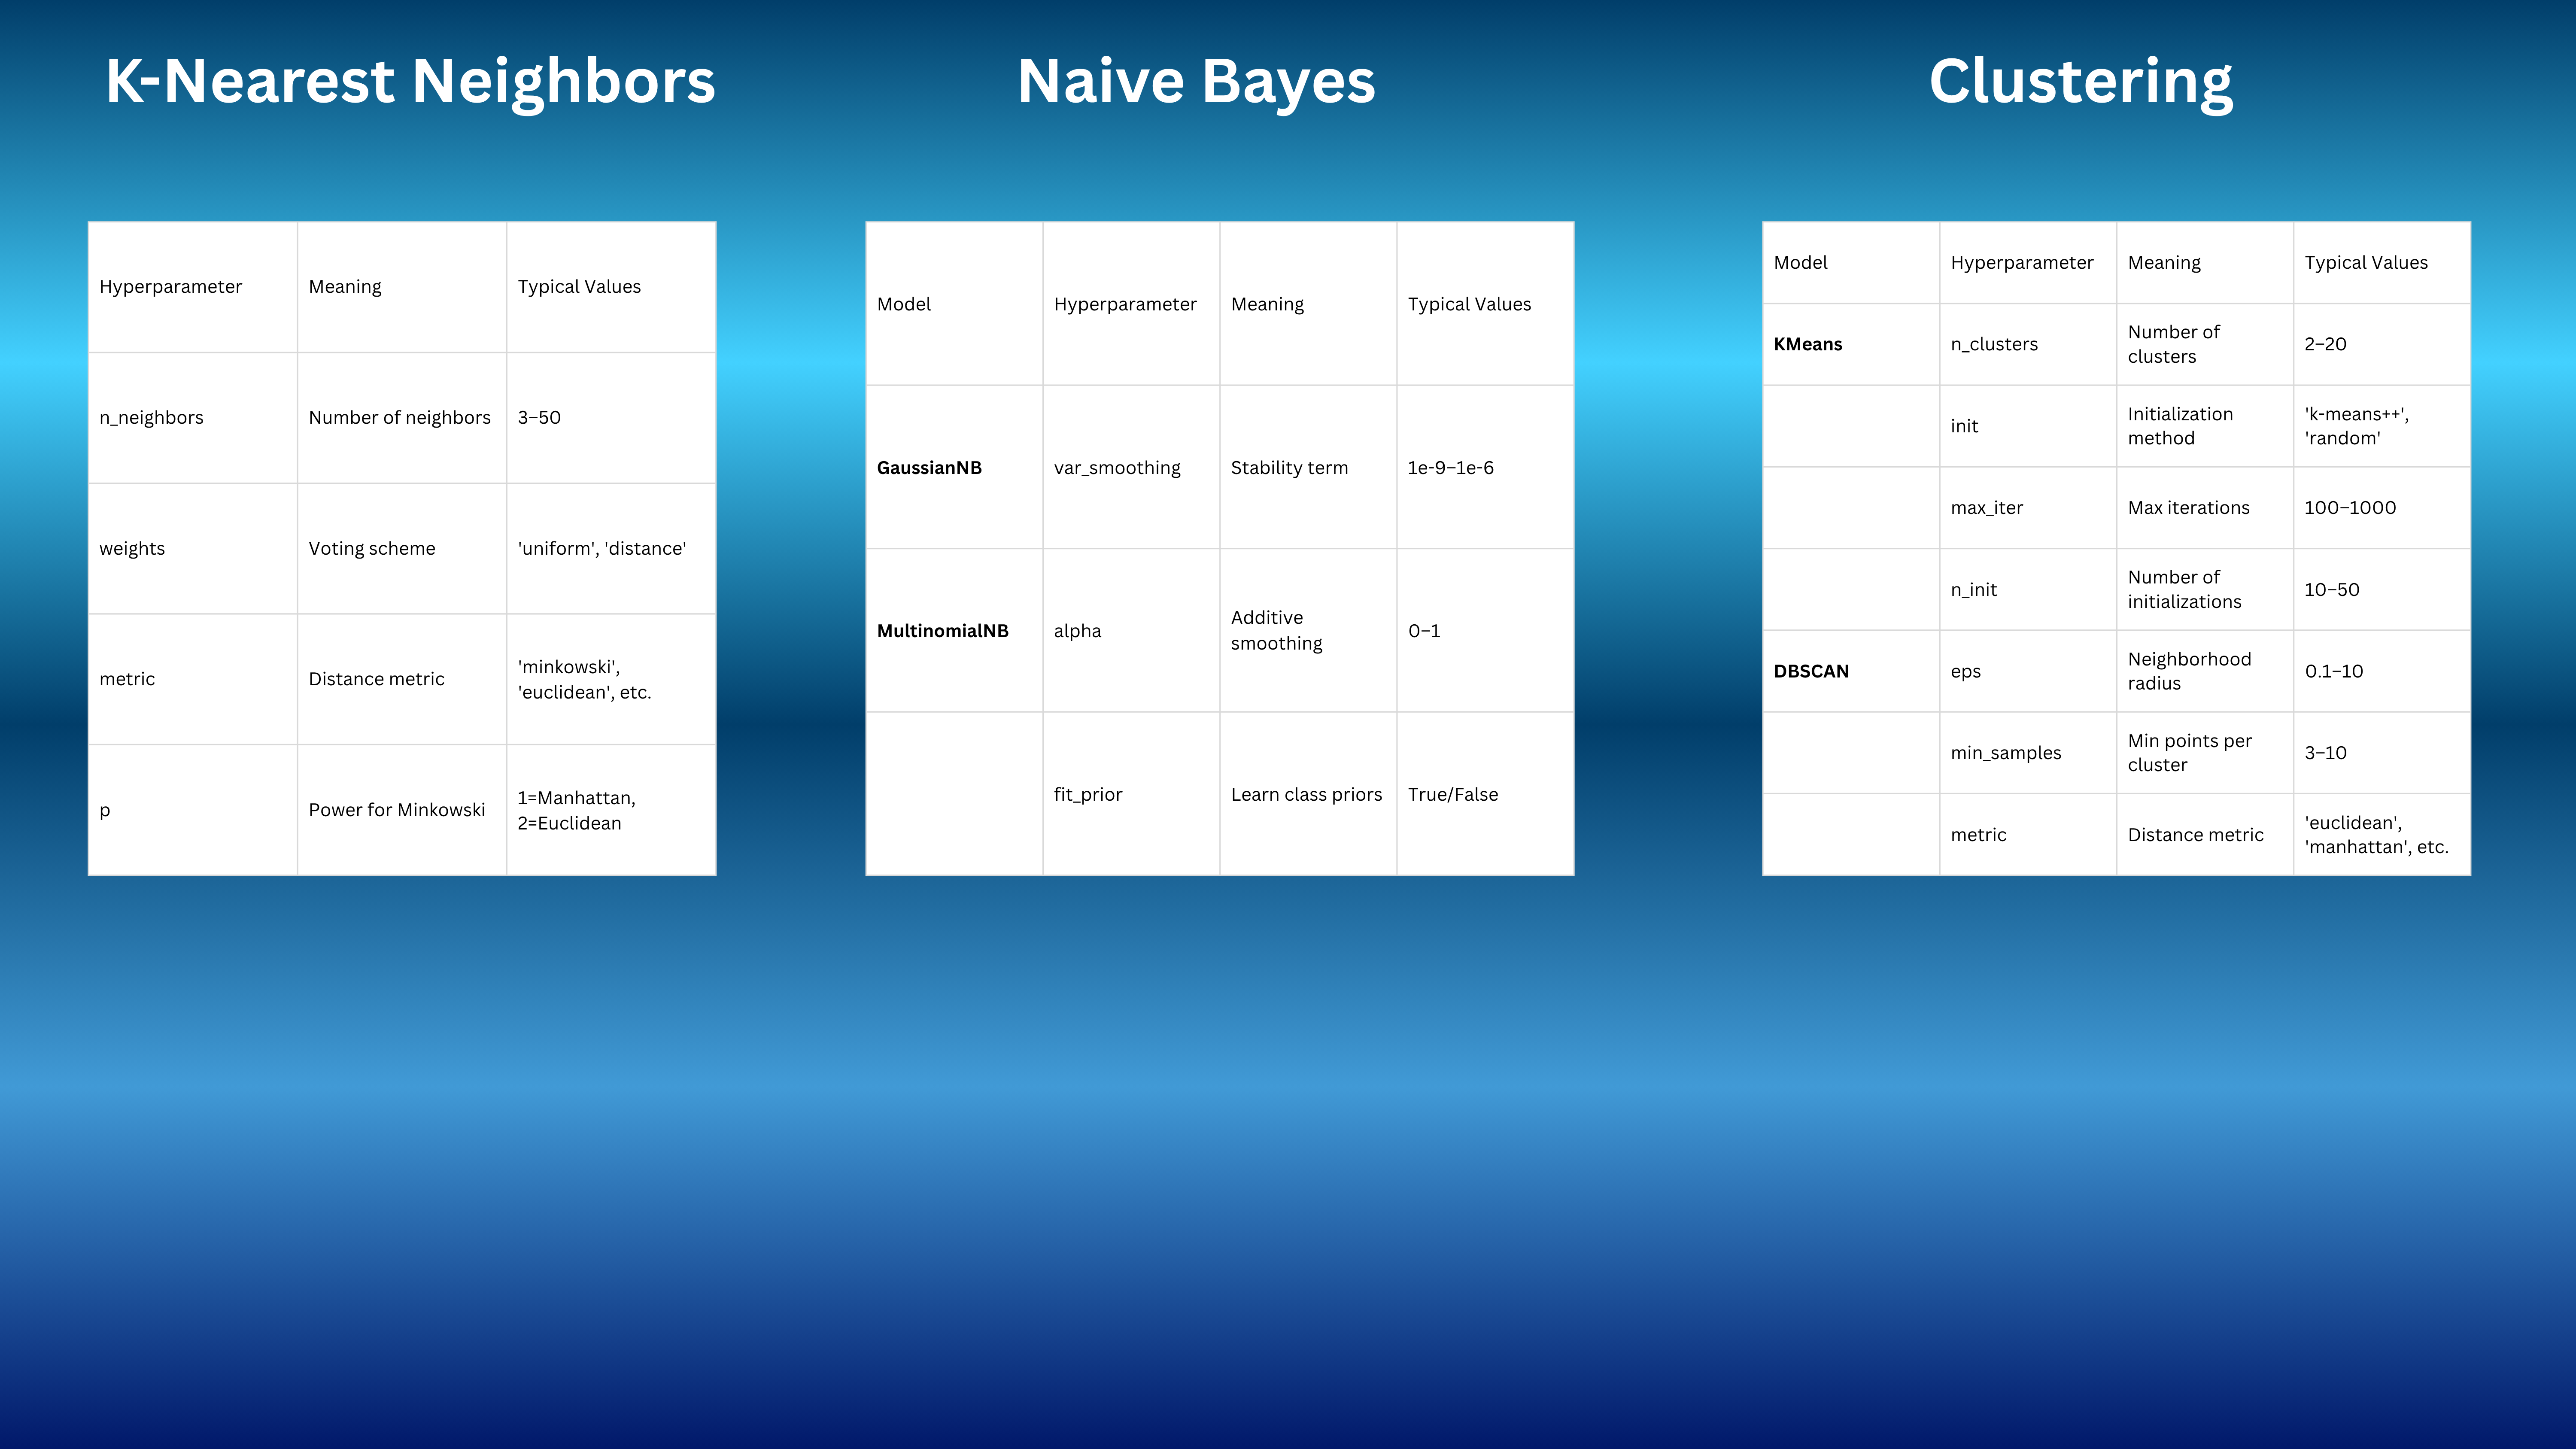 K-Nearest Neighbors
Hyperparameter Meaning Typical Values
n_neighbors Number of neighbors 3–50
weights Voting scheme 'uniform', 'distance'
metric Distance metric 'minkowski',
'euclidean', etc.
p Power for Minkowski 1=Manhattan,
2=Euclidean
Naive Bayes
Model Hyperparameter Meaning Typical Values
GaussianNB var_smoothing Stability term 1e-9–1e-6
MultinomialNB alpha Additive
smoothing 0–1
fit_prior Learn class priors True/False
Clustering
Model Hyperparameter Meaning Typical Values
KMeans n_clusters Number of
clusters 2–20
init Initialization
method 'k-means++',
'random'
max_iter Max iterations 100–1000
n_init Number of
initializations 10–50
DBSCAN eps Neighborhood
radius 0.1–10
min_samples Min points per
cluster 3–10
metric Distance metric 'euclidean',
'manhattan', etc.